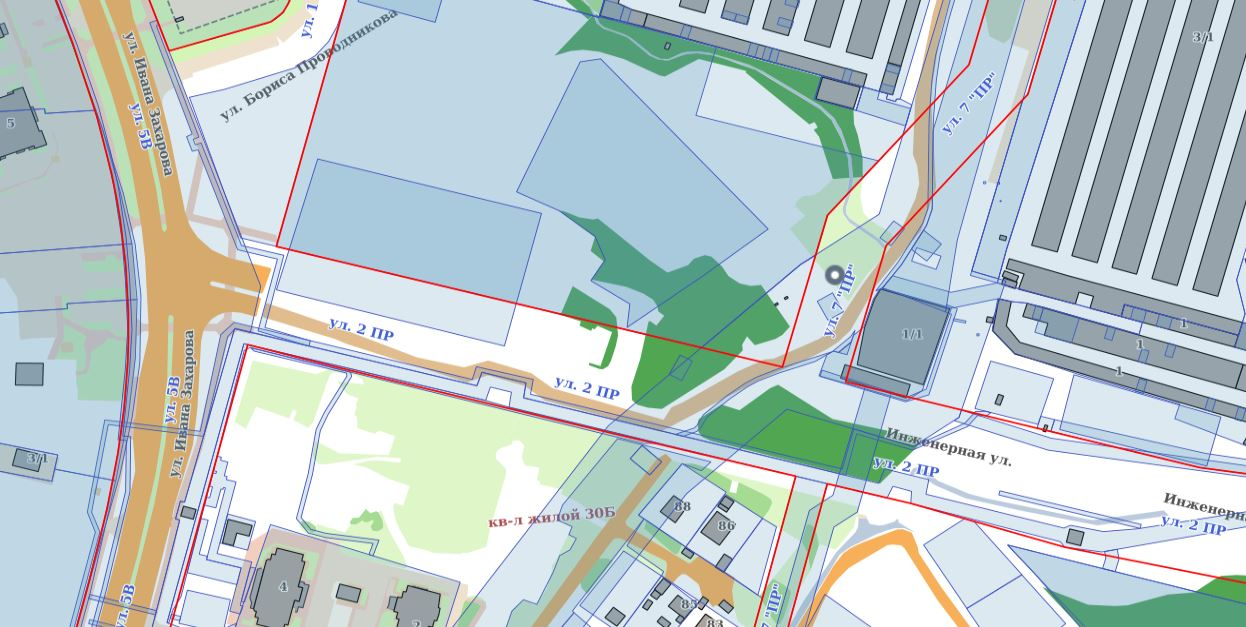 ул. 1
ул. Бориса Проводникова
ул. Ивана Захарова
ул. 5В
3/1
5
ул. 7 "ПР"
ул. 7 "ПР"
ул. 2 ПР
1/1
1
1
1
ул. 2 ПР
ул. 5В
ул. Ивана Захарова
Инженерная ул.
ул. 2 ПР
3/1
Инженерн
ул. 2 ПР
кв-л жилой 30Б
88
86
4
85
83
2
ул. 5В
7 "ПР"